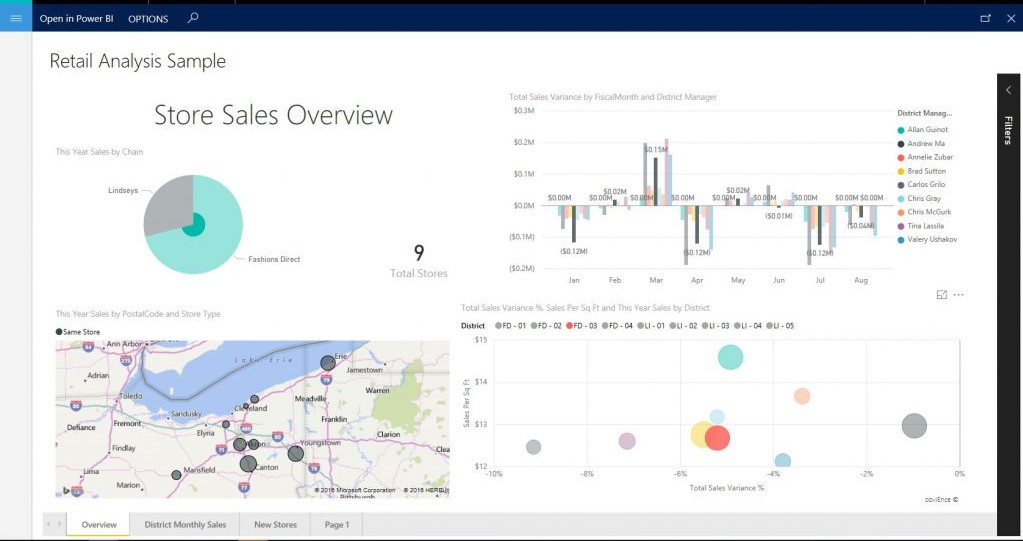 Open in Power BI OPTIONS
Retail Analysis Sample
Store Sales Overview
This Year Sales by Chain
Lindseys
Fashions Direct
9
Total Stores
Total Sales Variance by FiscalMonth and District Manager
$0.3M
$0.2M
$0.1M
$0.0M
($0.1M)
($0.2M)
$0.00M $0.00M $0.02M $0.00M $0.15M $0.00M $0.00M $0.02M $0.00M $0.00M $0.00M $0.00M
($0.12M) ($0.12M) ($0.01M) ($0.12M) ($0.04M)
Jan Feb Mar Apr May Jun Jul Aug
District Manag...
Allan Guinot
Andrew Ma
Annelie Zubar
Brad Sutton
Carlos Grilo
Chris Gray
Chris McGurk
Tina Lassila
Valery Ushakov
Filters
This Year Sales by PostalCode and Store Type
Same Store
Ann Arbor
Lake Erie
Erie
Adrian
Jamestown
Toledo
Meadville
Warren
Sandusky
Cleveland
Defiance
Fremont
Elyria
Franklin
Clarion
Findlay
Youngstown
Clea
Mansfield
Canton
Lima
Marion
Pittsburgh
bing
© 2016 Microsoft Corporation © 2016 HERE
Total Sales Variance %, Sales Per Sq Ft and This Year Sales by District
District FD - 01 FD - 02 FD - 03 FD - 04 LI - 01 LI - 02 LI - 03 LI - 04 LI - 05
Sales Per Sq Ft
$15
$14
$13
$12
-10% -8% -6% -4% -2% 0%
Total Sales Variance %
obviEnce ©
Overview District Monthly Sales New Stores Page 1